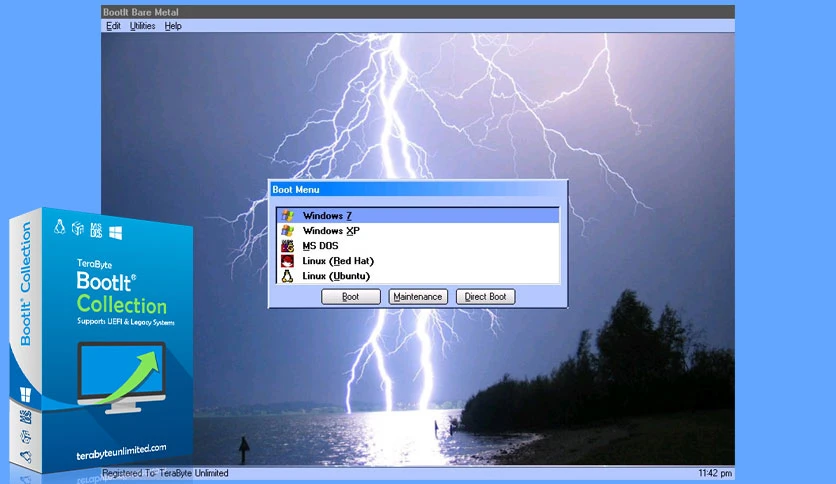 BootIt Bare Metal
Edit Utilities Help
Boot Menu
Windows 7
Windows XP
MS DOS
Linux (Red Hat)
Linux (Ubuntu)
Boot Maintenance Direct Boot
BootIt® Collection
MS DOS
TeraByte
BootIt®
Collection
Supports UEFI & Legacy Systems
terabyteunlimited.com
Registered To: TeraByte Unlimited
11:42 pm